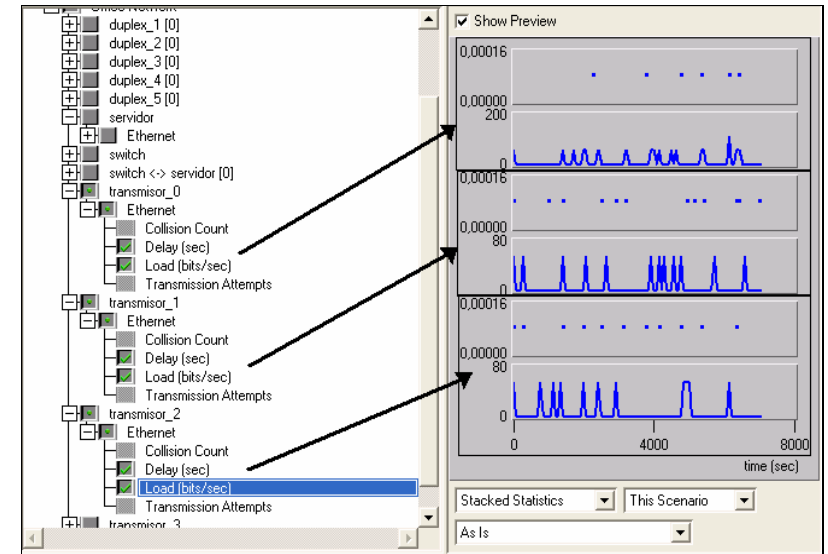 Office Network
duplex_1 [0]
duplex_2 [0]
duplex_3 [0]
duplex_4 [0]
duplex_5 [0]
servidor
Ethernet
switch
switch <-> servidor [0]
transmisor_0
Ethernet
Collision Count
Delay (sec)
Load (bits/sec)
Transmission Attempts
transmisor_1
Ethernet
Collision Count
Delay (sec)
Load (bits/sec)
Transmission Attempts
transmisor_2
Ethernet
Collision Count
Delay (sec)
Load (bits/sec)
Transmission Attempts
transmisor_3
Show Preview
0,00016
0,00000
200
0
0,00016
0,00000
80
0
0,00016
0,00000
80
0
0 4000 8000
time (sec)
Stacked Statistics This Scenario
As Is